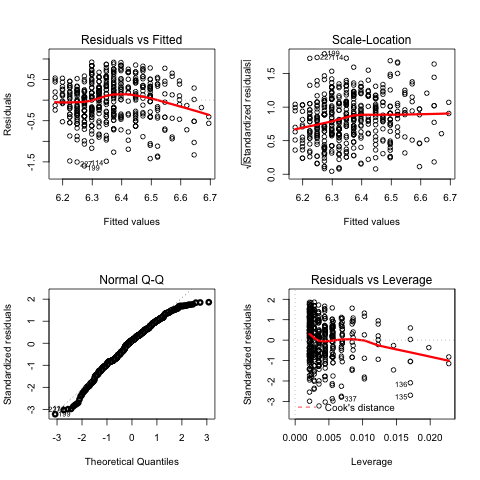 Residuals vs Fitted
Residuals
0.5
-0.5
-1.5
199
6.2 6.3 6.4 6.5 6.6 6.7
Fitted values
Scale-Location
√|Standardized residuals|
1.5
1.0
0.5
0.0
199
6.2 6.3 6.4 6.5 6.6 6.7
Fitted values
Normal Q-Q
Standardized residuals
2
1
0
-1
-2
-3
199
-3 -2 -1 0 1 2 3
Theoretical Quantiles
Residuals vs Leverage
Standardized residuals
2
1
0
-1
-2
-3
136
135
337
Cook's distance
0.000 0.005 0.010 0.015 0.020
Leverage